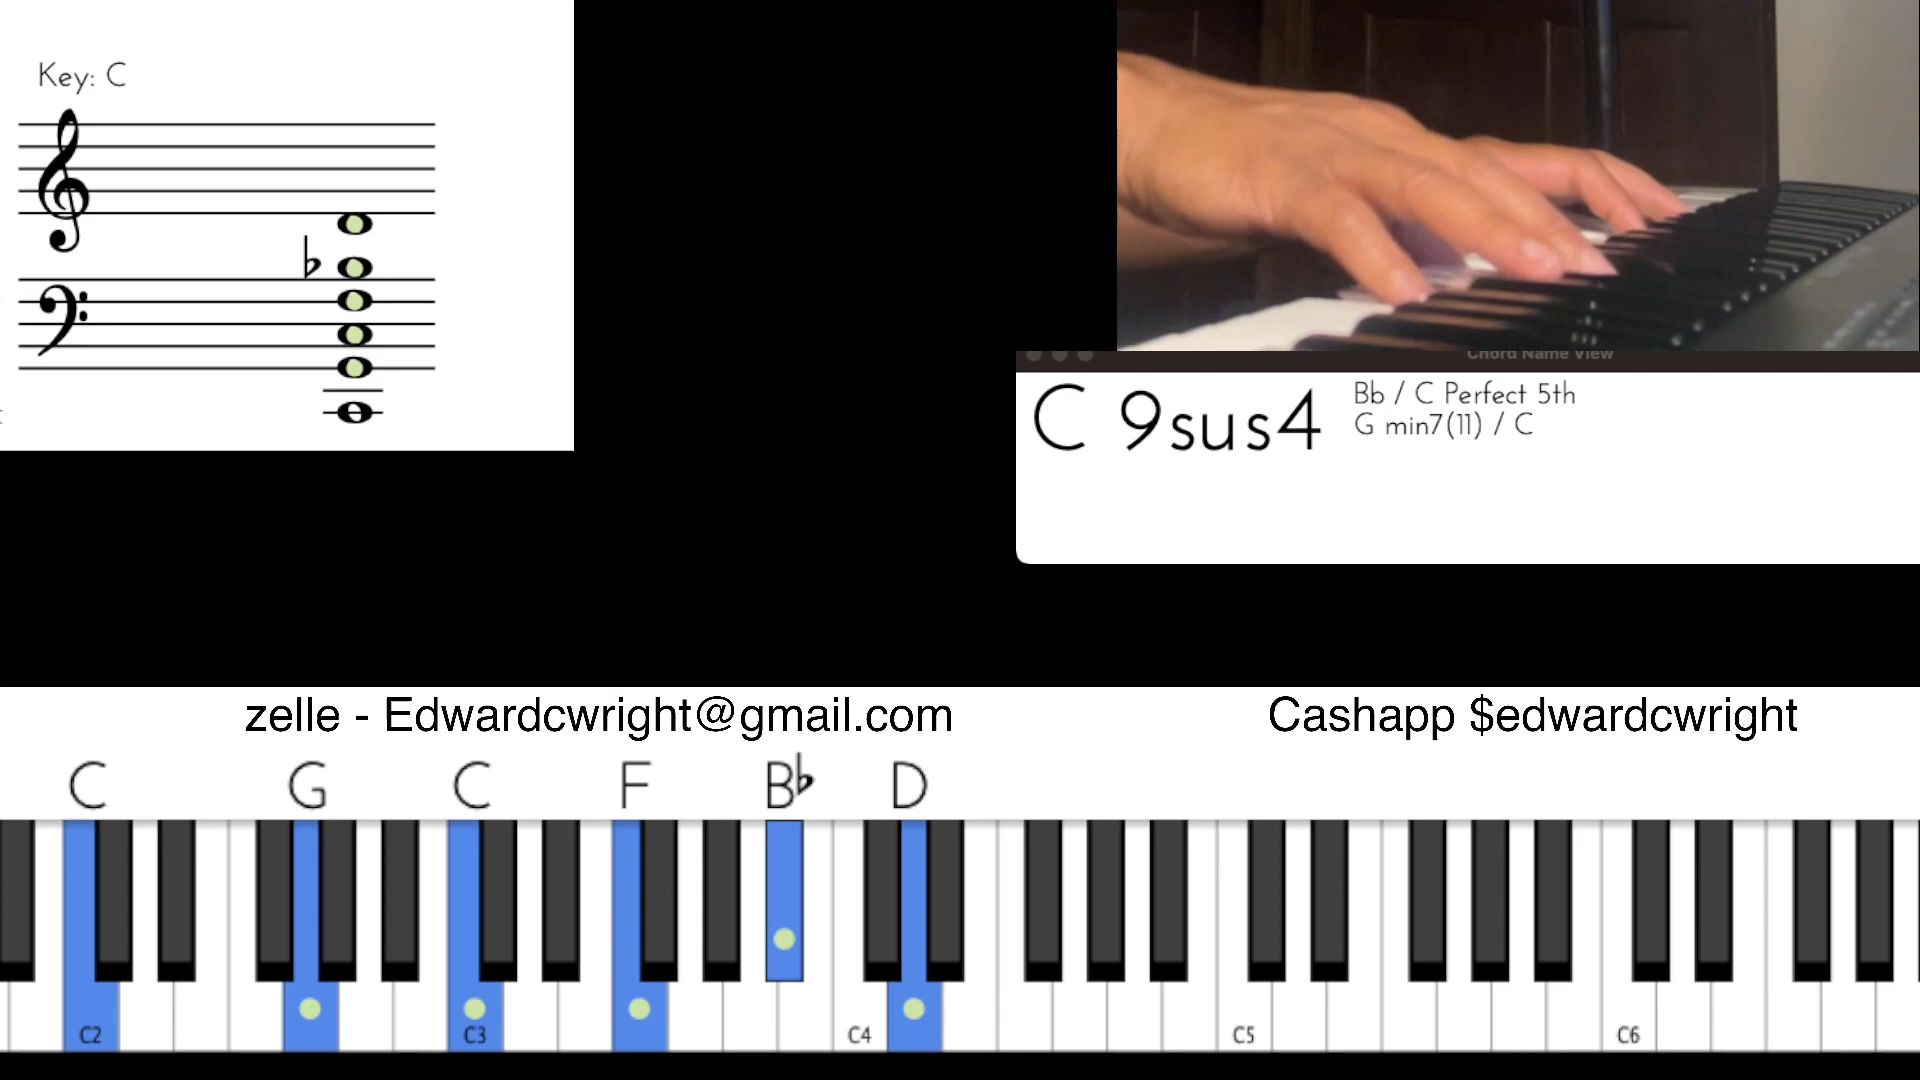 Key: C
Chord Name View
C 9sus4
Bb / C Perfect 5th
G min7(11) / C
zelle - Edwardcwright@gmail.com
Cashapp $edwardcwright
C G C F B♭ D
C2 C3 C4 C5 C6